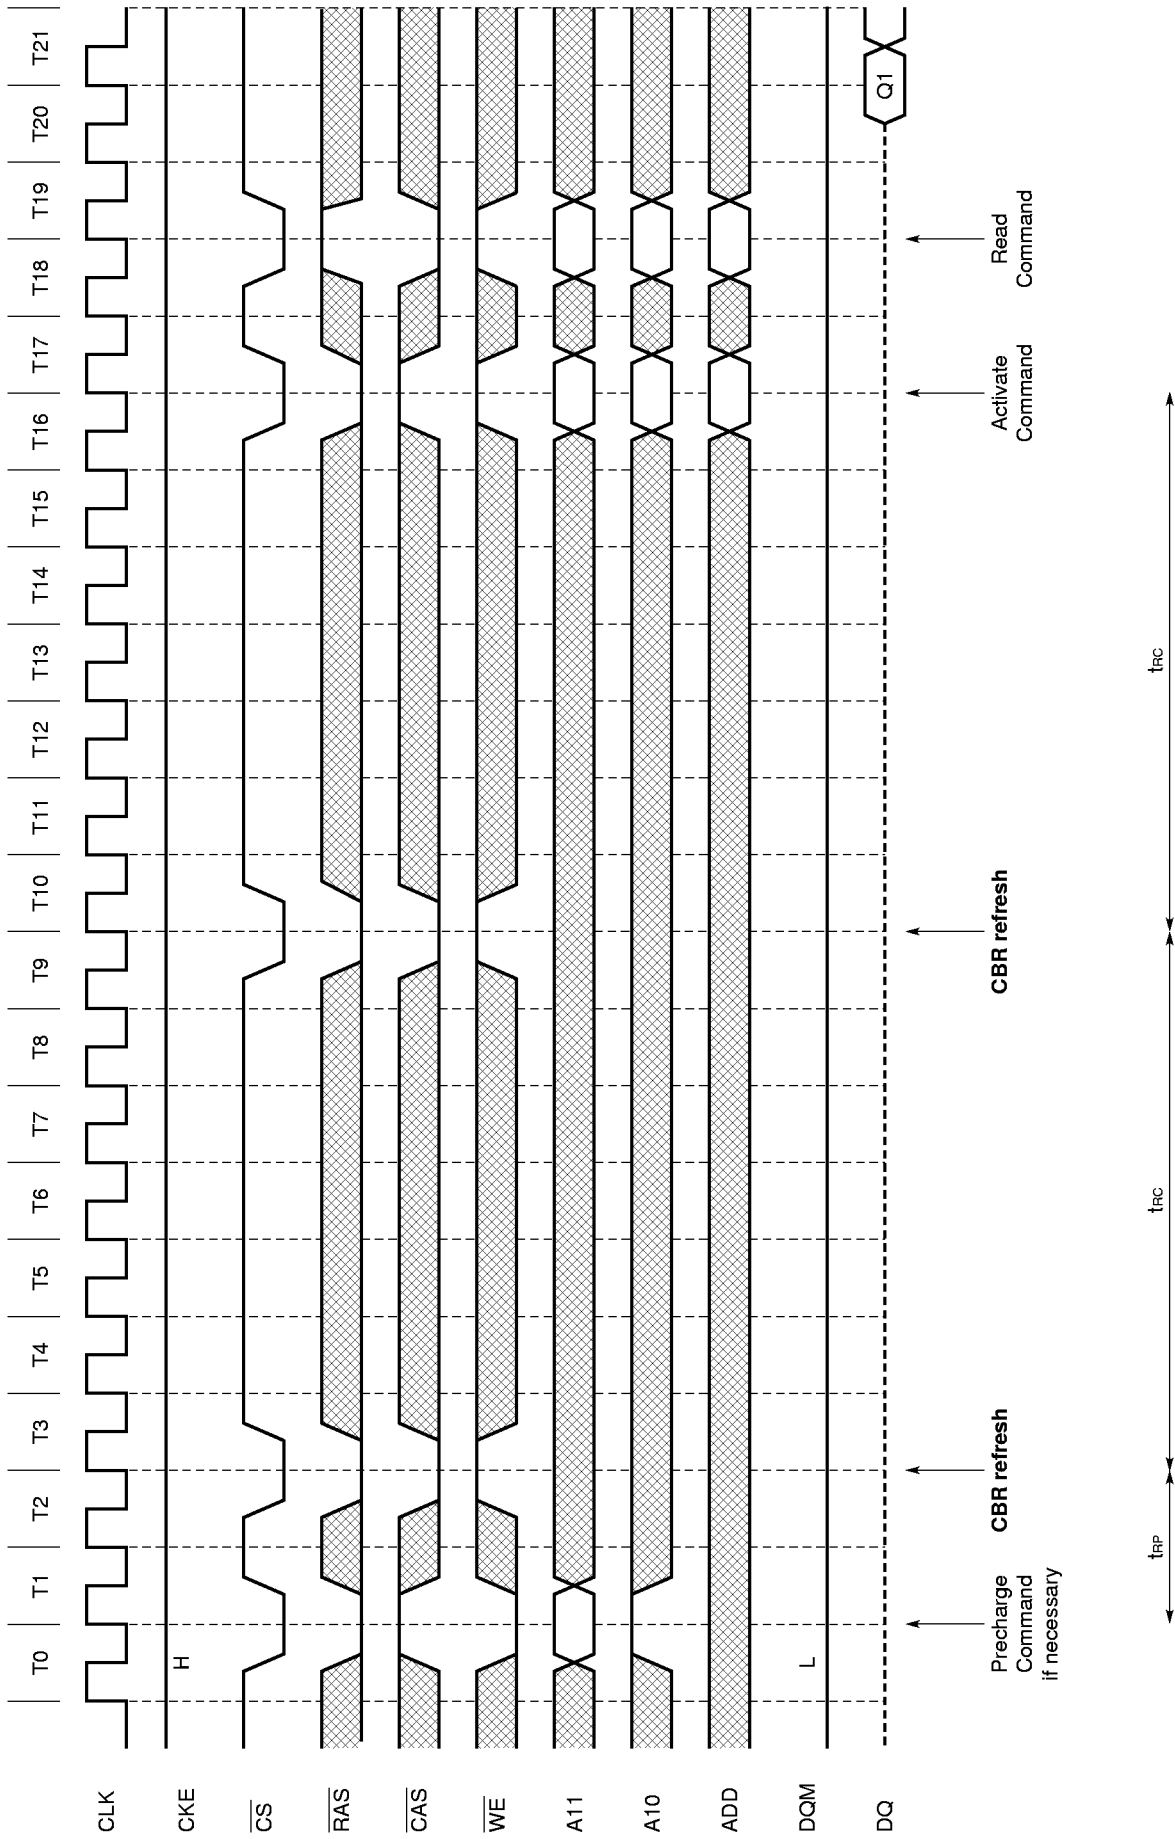 T0 T1 T2 T3 T4 T5 T6 T7 T8 T9 T10 T11 T12 T13 T14 T15 T16 T17 T18 T19 T20 T21
CLK
CKE H
CS
RAS
CAS
WE
A11
A10
ADD
DQM L
DQ Q1
Precharge
Command
if necessary
CBR refresh
CBR refresh
Activate
Command
Read
Command
tRP tRC tRC